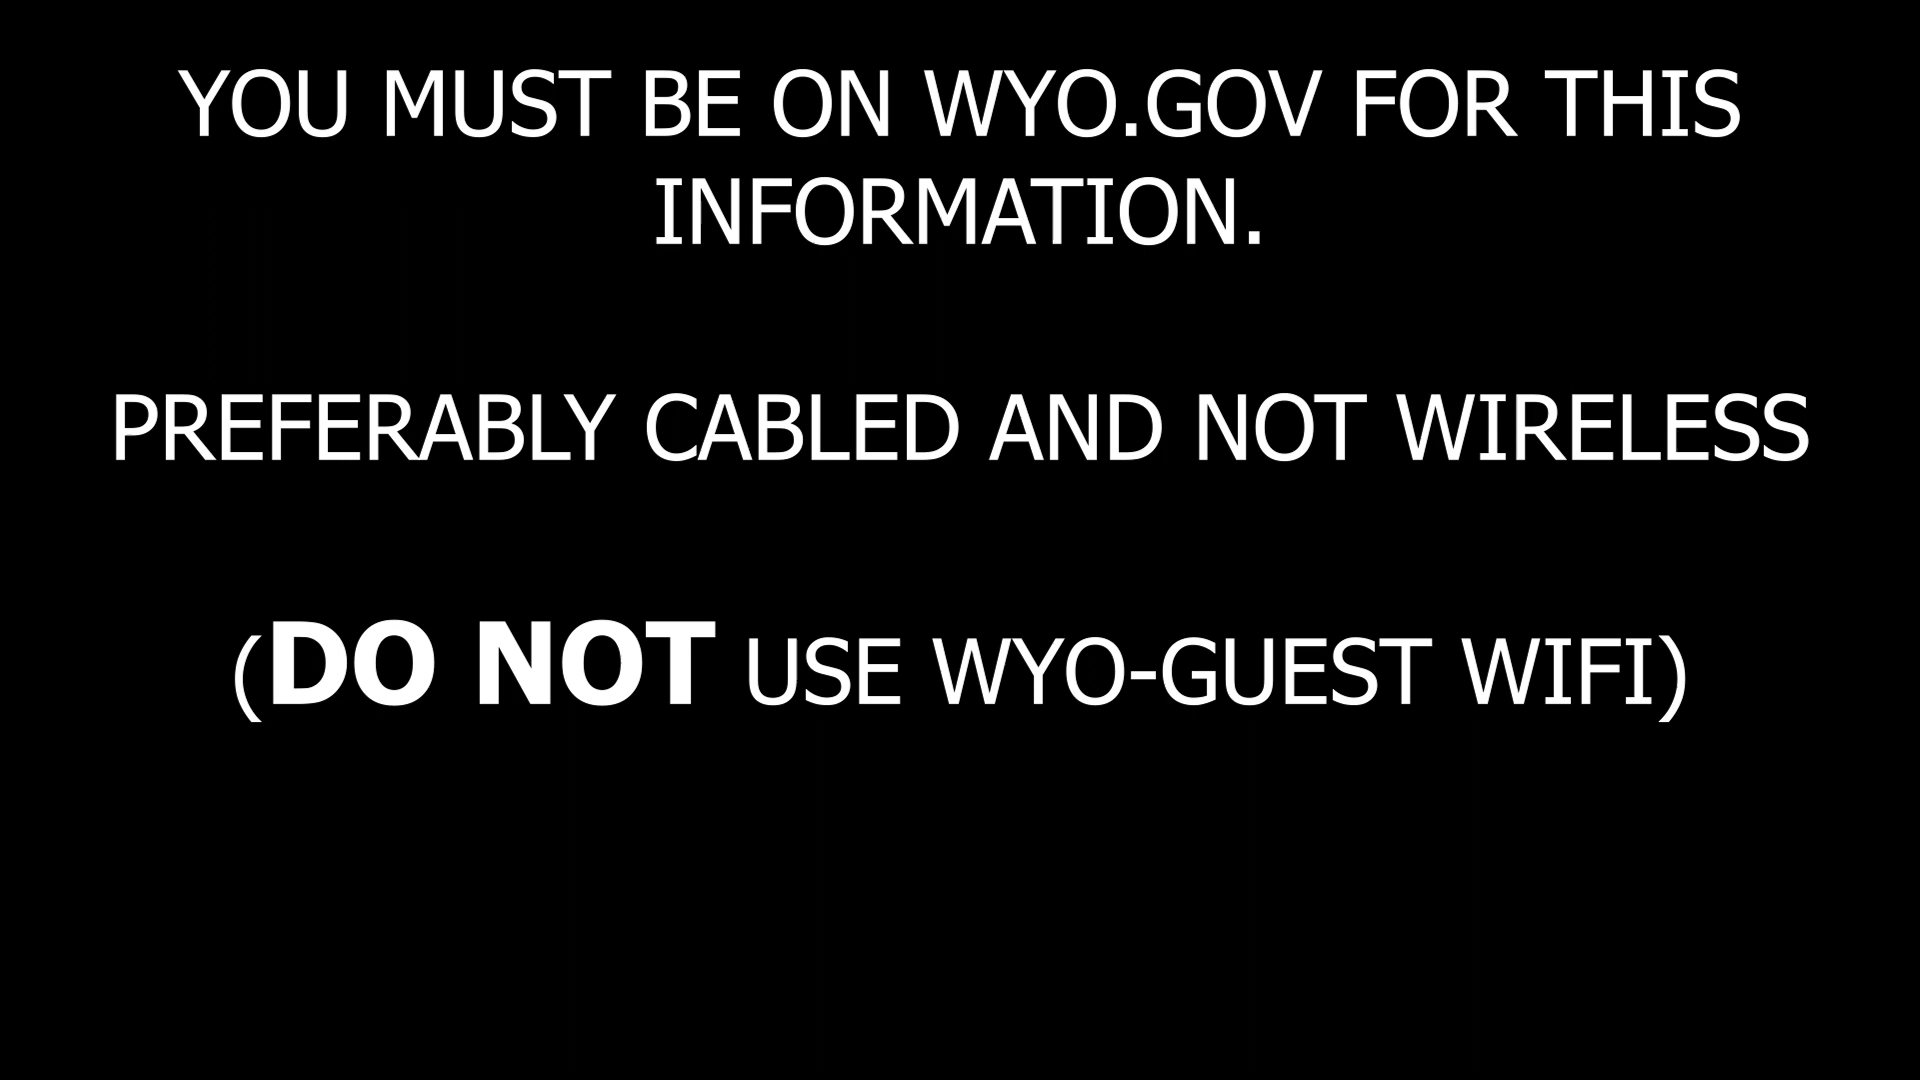 YOU MUST BE ON WYO.GOV FOR THIS
INFORMATION.
PREFERABLY CABLED AND NOT WIRELESS
(DO NOT USE WYO-GUEST WIFI)